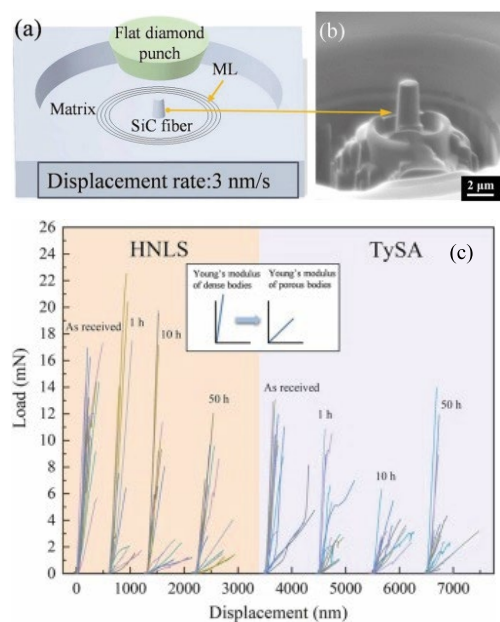 (a)
Flat diamond
punch
ML
Matrix
SiC fiber
Displacement rate:3 nm/s
(b)
2 μm
HNLS
TySA
(c)
Young's modulus
of dense bodies
Young's modulus
of porous bodies
As received
1 h
10 h
50 h
As received
1 h
10 h
50 h
Load (mN)
26
24
22
20
18
16
14
12
10
8
6
4
2
0
0 1000 2000 3000 4000 5000 6000 7000
Displacement (nm)